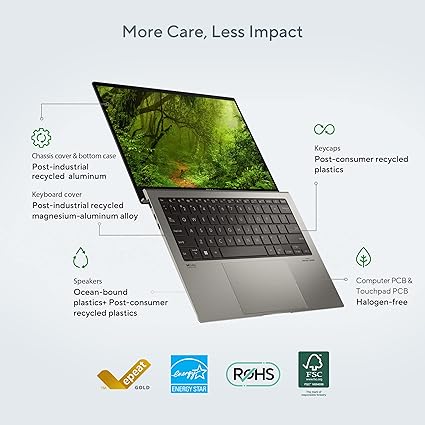 More Care, Less Impact
Chassis cover & bottom case
Post-industrial
recycled aluminum
Keyboard cover
Post-industrial recycled
magnesium-aluminum alloy
Keycaps
Post-consumer recycled
plastics
Speakers
Ocean-bound
plastics+ Post-consumer
recycled plastics
Computer PCB &
Touchpad PCB
Halogen-free
epeat
GOLD
energy
ENERGY STAR
RoHS
FSC